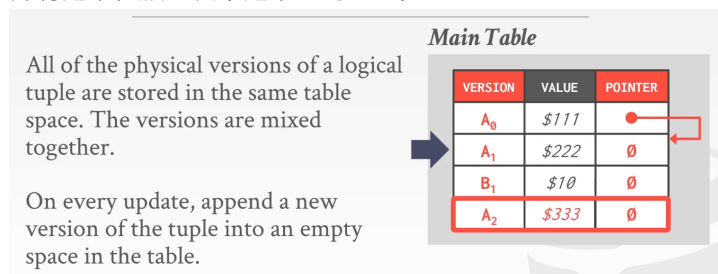 Main Table
All of the physical versions of a logical
tuple are stored in the same table
space. The versions are mixed
together.
On every update, append a new
version of the tuple into an empty
space in the table.
VERSION VALUE POINTER
A₀ $111
A₁ $222 Ø
B₁ $10 Ø
A₂ $333 Ø